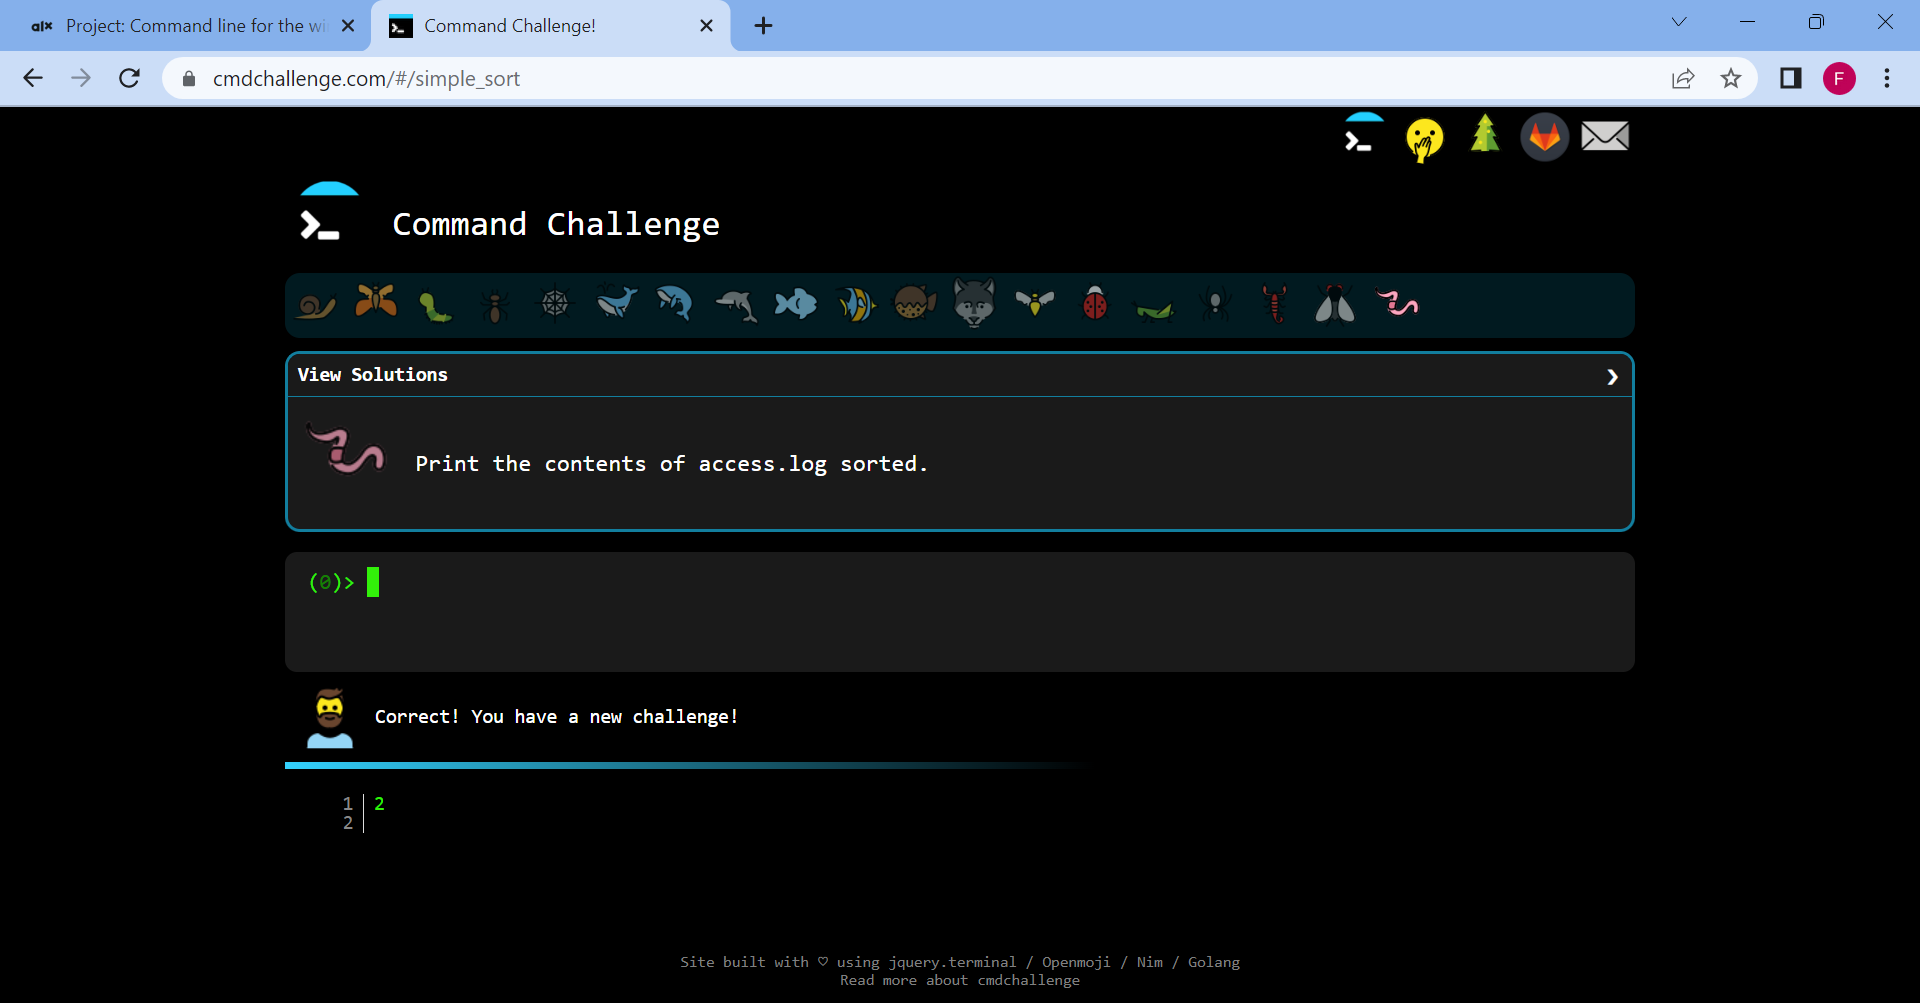 alx Project: Command line for the wi
Command Challenge!
cmdchallenge.com/#/simple_sort
F
Command Challenge
View Solutions
Print the contents of access.log sorted.
(0)>
Correct! You have a new challenge!
1 2
2
Site built with ♡ using jquery.terminal / Openmoji / Nim / Golang
Read more about cmdchallenge